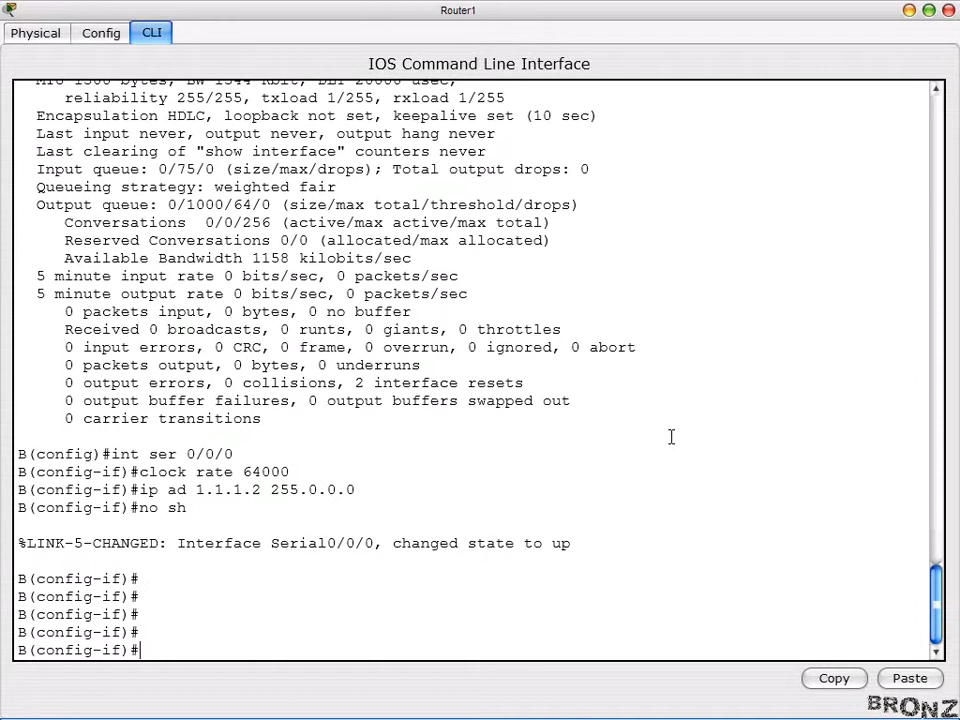 Router1
Physical Config CLI
IOS Command Line Interface
MTU 1500 bytes, BW 1544 Kbit, DLY 20000 usec,
reliability 255/255, txload 1/255, rxload 1/255
Encapsulation HDLC, loopback not set, keepalive set (10 sec)
Last input never, output never, output hang never
Last clearing of "show interface" counters never
Input queue: 0/75/0 (size/max/drops); Total output drops: 0
Queueing strategy: weighted fair
Output queue: 0/1000/64/0 (size/max total/threshold/drops)
Conversations  0/0/256 (active/max active/max total)
Reserved Conversations 0/0 (allocated/max allocated)
Available Bandwidth 1158 kilobits/sec
5 minute input rate 0 bits/sec, 0 packets/sec
5 minute output rate 0 bits/sec, 0 packets/sec
0 packets input, 0 bytes, 0 no buffer
Received 0 broadcasts, 0 runts, 0 giants, 0 throttles
0 input errors, 0 CRC, 0 frame, 0 overrun, 0 ignored, 0 abort
0 packets output, 0 bytes, 0 underruns
0 output errors, 0 collisions, 2 interface resets
0 output buffer failures, 0 output buffers swapped out
0 carrier transitions
B(config)#int ser 0/0/0
B(config-if)#clock rate 64000
B(config-if)#ip ad 1.1.1.2 255.0.0.0
B(config-if)#no sh
%LINK-5-CHANGED: Interface Serial0/0/0, changed state to up
B(config-if)#
B(config-if)#
B(config-if)#
B(config-if)#
B(config-if)#
Copy Paste
BRONZ